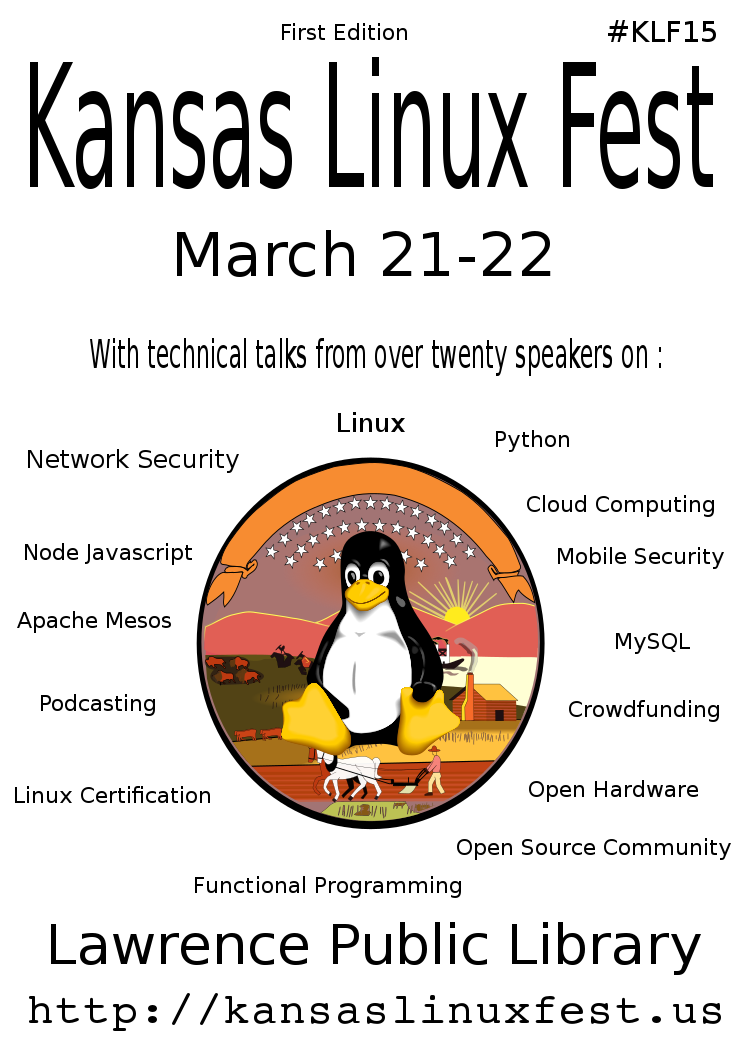 First Edition
#KLF15
Kansas Linux Fest
March 21-22
With technical talks from over twenty speakers on :
Linux
Python
Network Security
Cloud Computing
Node Javascript
Mobile Security
Apache Mesos
MySQL
Podcasting
Crowdfunding
Linux Certification
Open Hardware
Open Source Community
Functional Programming
Lawrence Public Library
http://kansaslinuxfest.us